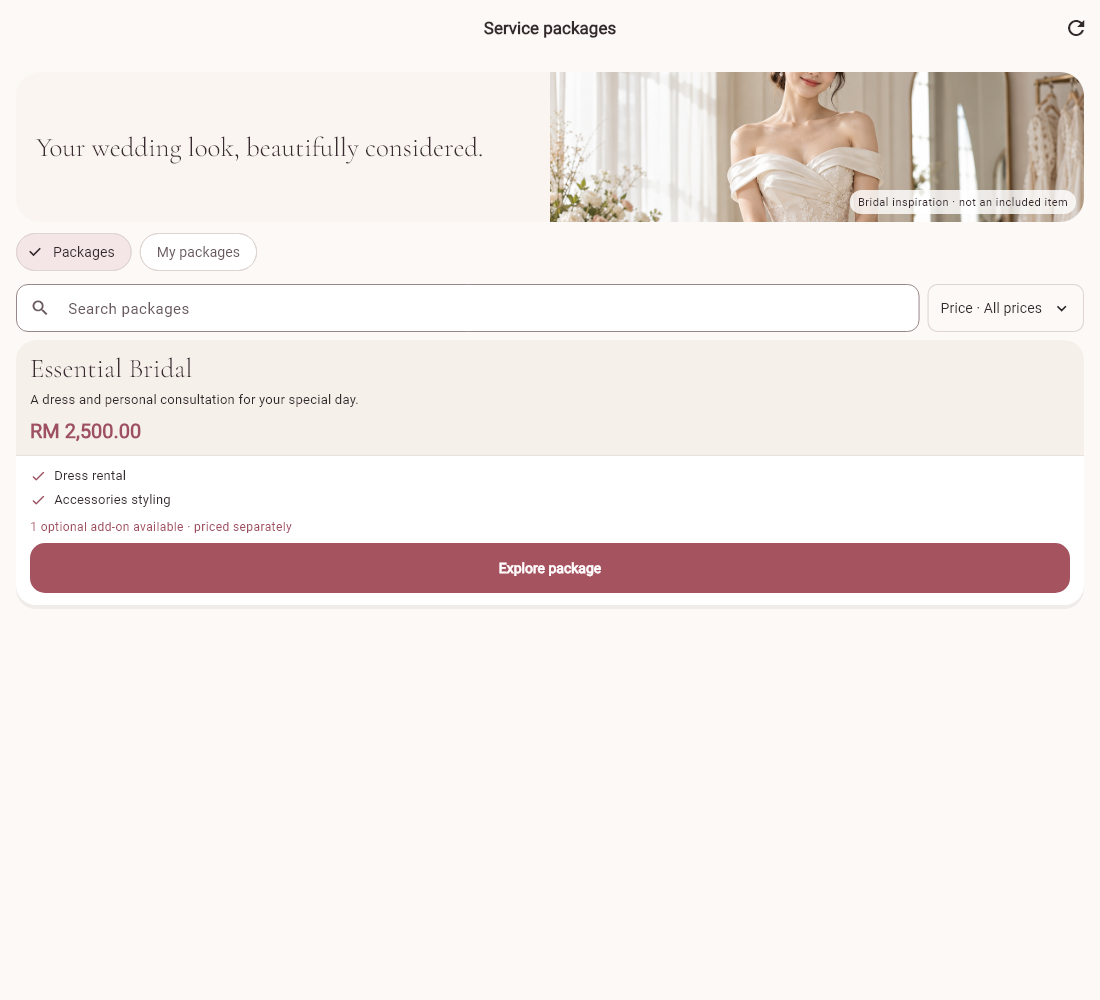 Service packages
Your wedding look, beautifully considered.
Bridal inspiration · not an included item
Packages
My packages
Search packages
Price · All prices
Essential Bridal
A dress and personal consultation for your special day.
RM 2,500.00
Dress rental
Accessories styling
1 optional add-on available · priced separately
Explore package